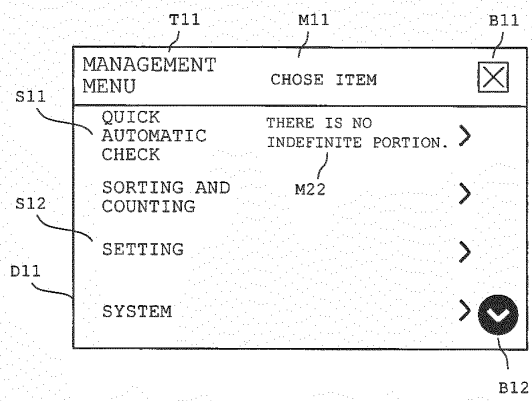 T11 M11 B11
MANAGEMENT
MENU
CHOSE ITEM
S11
QUICK
AUTOMATIC
CHECK
THERE IS NO
INDEFINITE PORTION.
M22
SORTING AND
COUNTING
S12
SETTING
D11
SYSTEM
B12